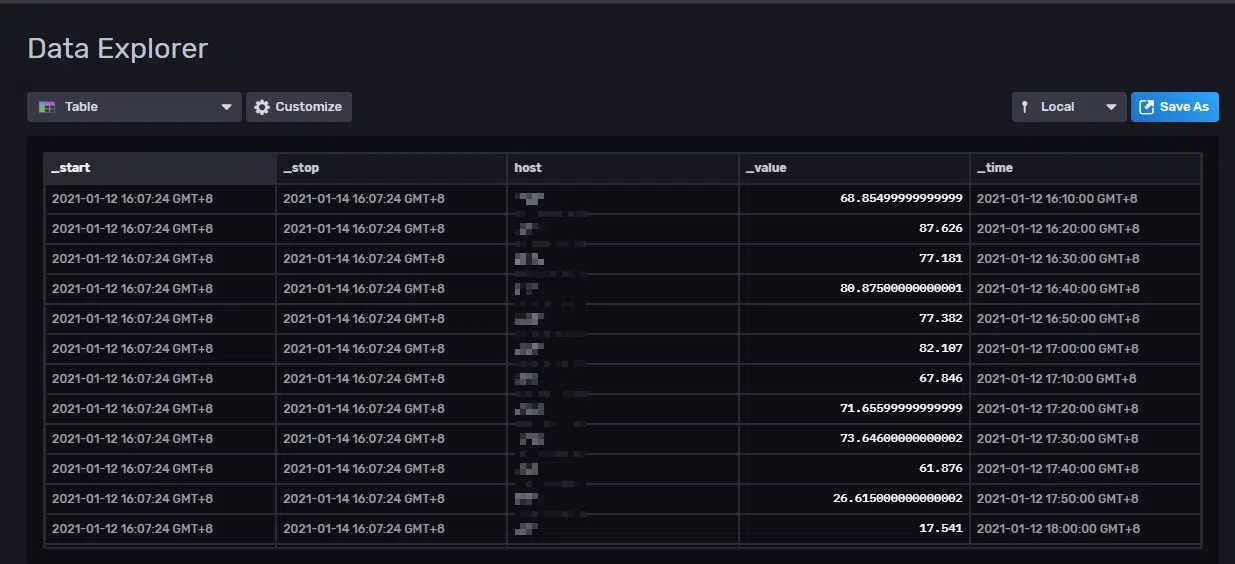 Data Explorer
Table Customize Local Save As
_start _stop host _value _time
2021-01-12 16:07:24 GMT+8 2021-01-14 16:07:24 GMT+8 68.85499999999999 2021-01-12 16:10:00 GMT+8
2021-01-12 16:07:24 GMT+8 2021-01-14 16:07:24 GMT+8 87.626 2021-01-12 16:20:00 GMT+8
2021-01-12 16:07:24 GMT+8 2021-01-14 16:07:24 GMT+8 77.181 2021-01-12 16:30:00 GMT+8
2021-01-12 16:07:24 GMT+8 2021-01-14 16:07:24 GMT+8 80.87500000000001 2021-01-12 16:40:00 GMT+8
2021-01-12 16:07:24 GMT+8 2021-01-14 16:07:24 GMT+8 77.382 2021-01-12 16:50:00 GMT+8
2021-01-12 16:07:24 GMT+8 2021-01-14 16:07:24 GMT+8 82.107 2021-01-12 17:00:00 GMT+8
2021-01-12 16:07:24 GMT+8 2021-01-14 16:07:24 GMT+8 67.846 2021-01-12 17:10:00 GMT+8
2021-01-12 16:07:24 GMT+8 2021-01-14 16:07:24 GMT+8 71.65599999999999 2021-01-12 17:20:00 GMT+8
2021-01-12 16:07:24 GMT+8 2021-01-14 16:07:24 GMT+8 73.64600000000002 2021-01-12 17:30:00 GMT+8
2021-01-12 16:07:24 GMT+8 2021-01-14 16:07:24 GMT+8 61.876 2021-01-12 17:40:00 GMT+8
2021-01-12 16:07:24 GMT+8 2021-01-14 16:07:24 GMT+8 26.615000000000002 2021-01-12 17:50:00 GMT+8
2021-01-12 16:07:24 GMT+8 2021-01-14 16:07:24 GMT+8 17.541 2021-01-12 18:00:00 GMT+8